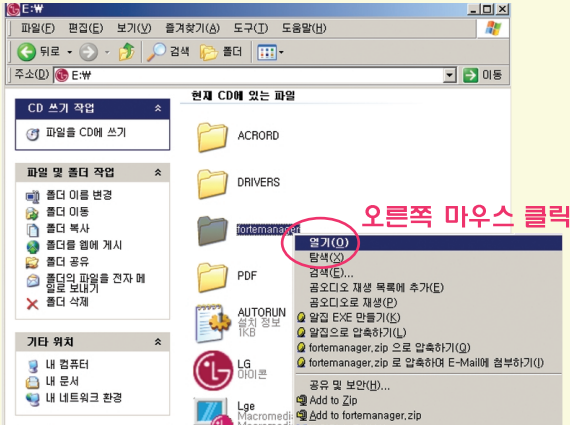 E:₩
파일(F) 편집(E) 보기(V) 즐겨찾기(A) 도구(T) 도움말(H)
뒤로 검색 폴더
주소(D) E:₩ 이동
CD 쓰기 작업
파일을 CD에 쓰기
파일 및 폴더 작업
폴더 이름 변경
폴더 이동
폴더 복사
폴더를 웹에 게시
폴더 공유
폴더의 파일을 전자 메
일로 보내기
폴더 삭제
기타 위치
내 컴퓨터
내 문서
내 네트워크 환경
현재 CD에 있는 파일
ACRORD
DRIVERS
fortemanager
PDF
AUTORUN
설치 정보
1KB
LG
아이콘
Lge
Macromedi
오른쪽 마우스 클릭
열기(O)
탐색(X)
검색(E)...
곰오디오 재생 목록에 추가(E)
곰오디오로 재생(P)
알집 EXE 만들기(K)
알집으로 압축하기(L)
fortemanager.zip 으로 압축하기(Q)
fortemanager.zip 로 압축하며 E-Mail에 첨부하기(I)
공유 및 보안(H)...
Add to Zip
Add to fortemanager.zip